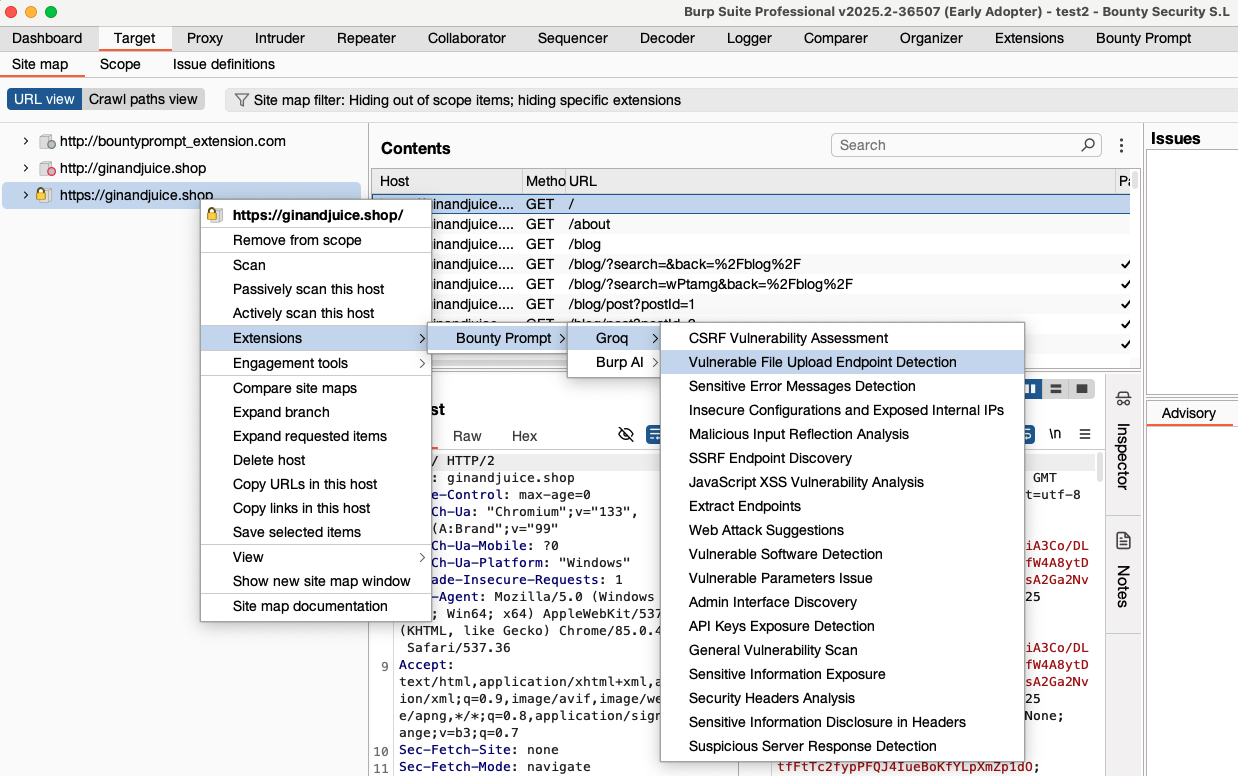 Burp Suite Professional v2025.2-36507 (Early Adopter) - test2 - Bounty Security S.L
Dashboard Target Proxy Intruder Repeater Collaborator Sequencer Decoder Logger Comparer Organizer Extensions Bounty Prompt
Site map Scope Issue definitions
URL view Crawl paths view Site map filter: Hiding out of scope items; hiding specific extensions
http://bountyprompt_extension.com
http://ginandjuice.shop
https://ginandjuice.shop
Contents Search
Host Metho URL
inandjuice.... GET /
inandjuice.... GET /about
inandjuice.... GET /blog
inandjuice.... GET /blog/?search=&back=%2Fblog%2F
inandjuice.... GET /blog/?search=wPtamg&back=%2Fblog%2F
inandjuice.... GET /blog/post?postId=1
Issues
Advisory
https://ginandjuice.shop/
Remove from scope
Scan
Passively scan this host
Actively scan this host
Extensions
Engagement tools
Compare site maps
Expand branch
Expand requested items
Delete host
Copy URLs in this host
Copy links in this host
Save selected items
View
Show new site map window
Site map documentation
Bounty Prompt
Groq
Burp AI
CSRF Vulnerability Assessment
Vulnerable File Upload Endpoint Detection
Sensitive Error Messages Detection
Insecure Configurations and Exposed Internal IPs
Malicious Input Reflection Analysis
SSRF Endpoint Discovery
JavaScript XSS Vulnerability Analysis
Extract Endpoints
Web Attack Suggestions
Vulnerable Software Detection
Vulnerable Parameters Issue
Admin Interface Discovery
API Keys Exposure Detection
General Vulnerability Scan
Sensitive Information Exposure
Security Headers Analysis
Sensitive Information Disclosure in Headers
Suspicious Server Response Detection
st
Raw Hex
/ HTTP/2
: ginandjuice.shop
e-Control: max-age=0
Ch-Ua: "Chromium";v="133",
(A:Brand";v="99"
Ch-Ua-Mobile: ?0
Ch-Ua-Platform: "Windows"
ade-Insecure-Requests: 1
-Agent: Mozilla/5.0 (Windows
; Win64; x64) AppleWebKit/537
(KHTML, like Gecko) Chrome/85.0.4
Safari/537.36
9 Accept:
text/html,application/xhtml+xml,a
ion/xml;q=0.9,image/avif,image/we
e/apng,*/*;q=0.8,application/sign
ange;v=b3;q=0.7
10 Sec-Fetch-Site: none
11 Sec-Fetch-Mode: navigate
\n
GMT
t=utf-8
iA3Co/DL
fW4A8ytD
sA2Ga2Nv
25
iA3Co/DL
fW4A8ytD
sA2Ga2Nv
25
None;
tfFtTc2fypPFQJ4IueBoKfYLpXmZp1dO;
Inspector
Notes